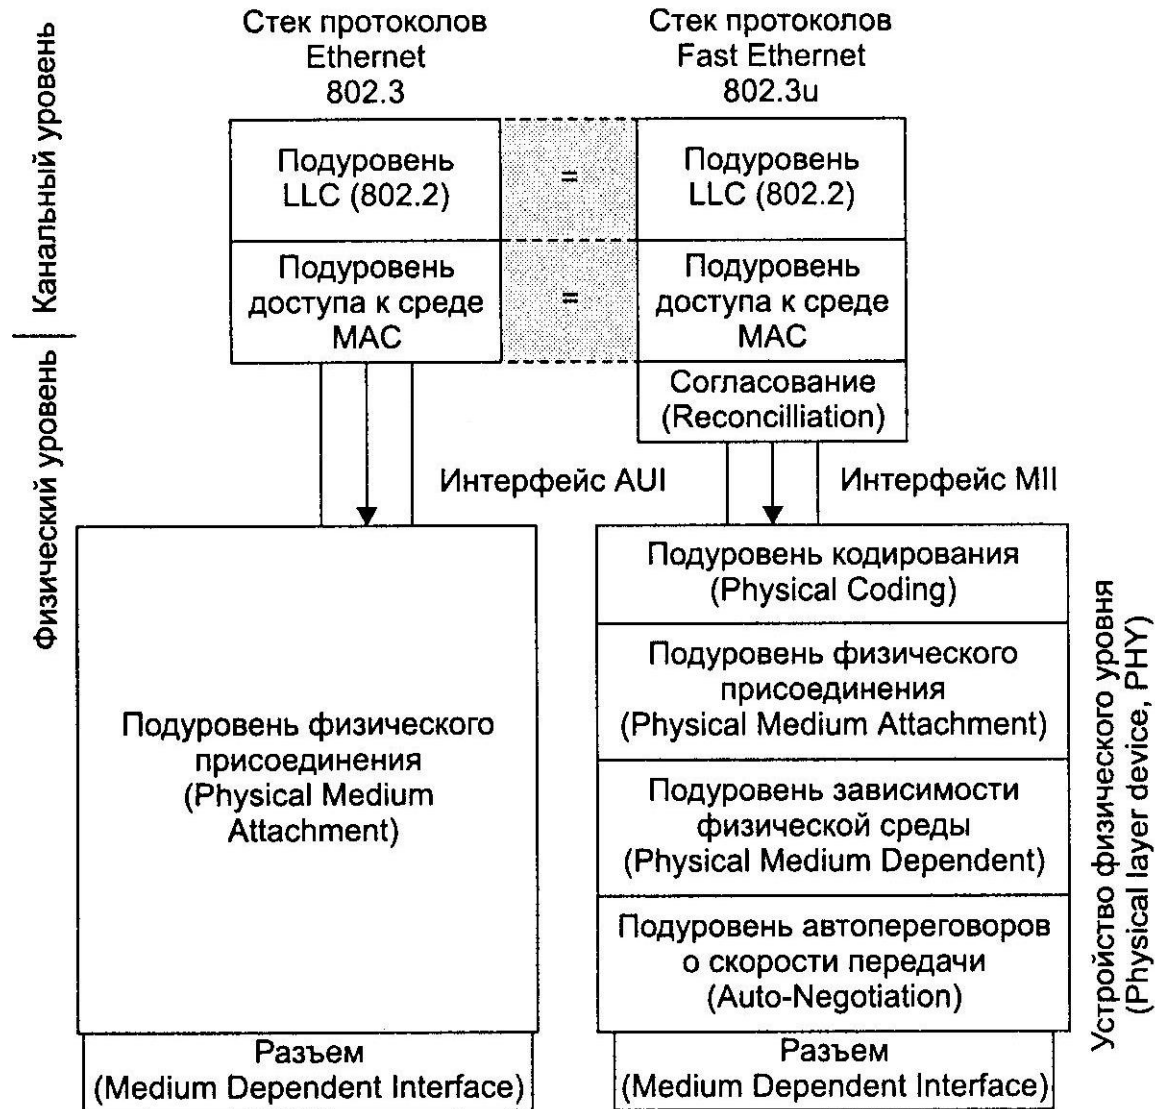 Стек протоколов
Ethernet
802.3
Стек протоколов
Fast Ethernet
802.3u
Канальный уровень
Физический уровень
Подуровень
LLC (802.2)
=
Подуровень
LLC (802.2)
Подуровень
доступа к среде
MAC
=
Подуровень
доступа к среде
MAC
Согласование
(Reconcilliation)
Интерфейс AUI
Интерфейс MII
Подуровень физического
присоединения
(Physical Medium
Attachment)
Разъем
(Medium Dependent Interface)
Подуровень кодирования
(Physical Coding)
Подуровень физического
присоединения
(Physical Medium Attachment)
Подуровень зависимости
физической среды
(Physical Medium Dependent)
Подуровень автопереговоров
о скорости передачи
(Auto-Negotiation)
Разъем
(Medium Dependent Interface)
Устройство физического уровня
(Physical layer device, PHY)